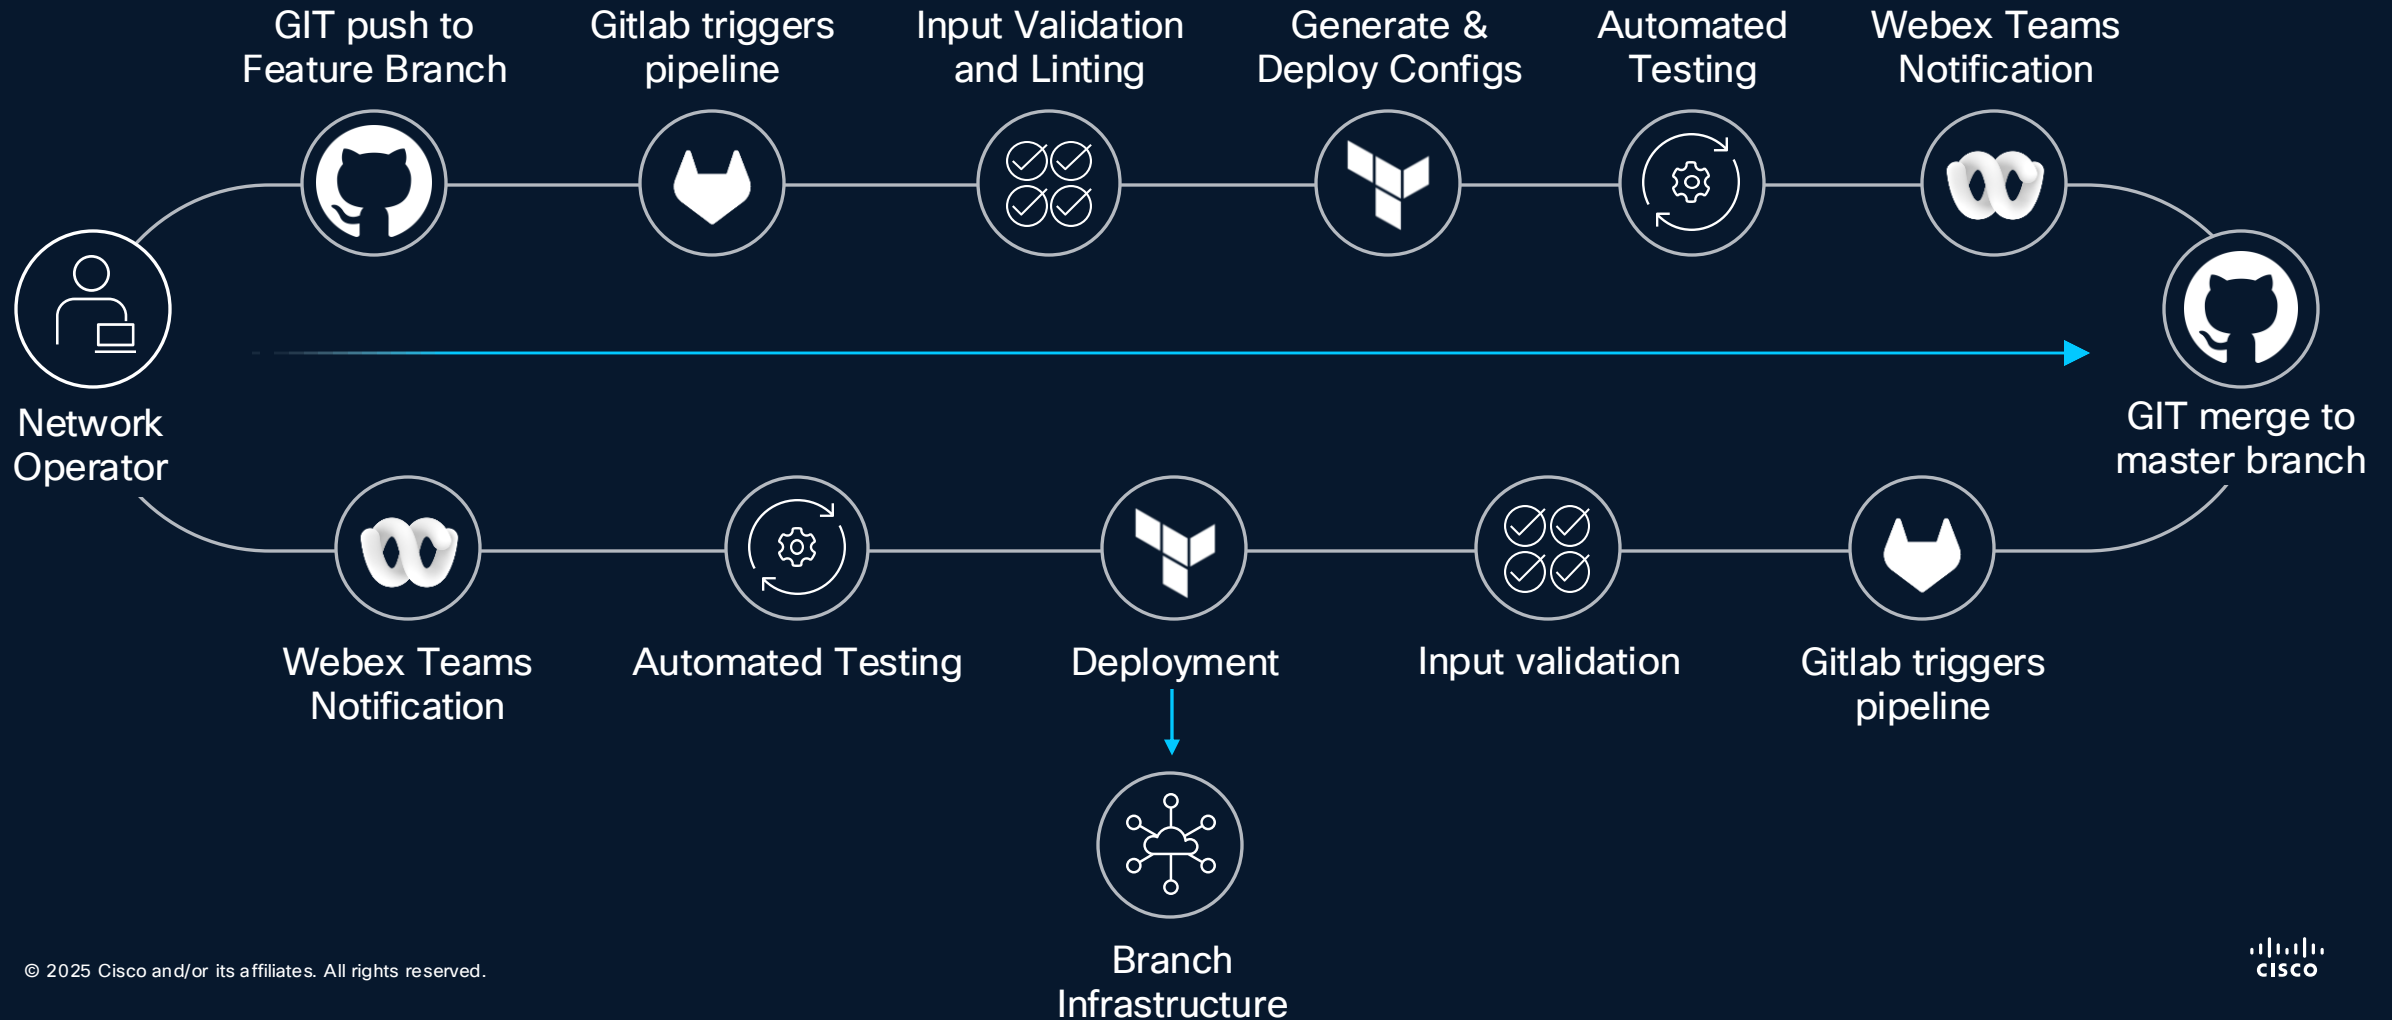 GIT push to
Feature Branch
Gitlab triggers
pipeline
Input Validation
and Linting
Generate &
Deploy Configs
Automated
Testing
Webex Teams
Notification
Network
Operator
GIT merge to
master branch
Webex Teams
Notification
Automated Testing
Deployment
Input validation
Gitlab triggers
pipeline
Branch
Infrastructure
© 2025 Cisco and/or its affiliates. All rights reserved.
CISCO